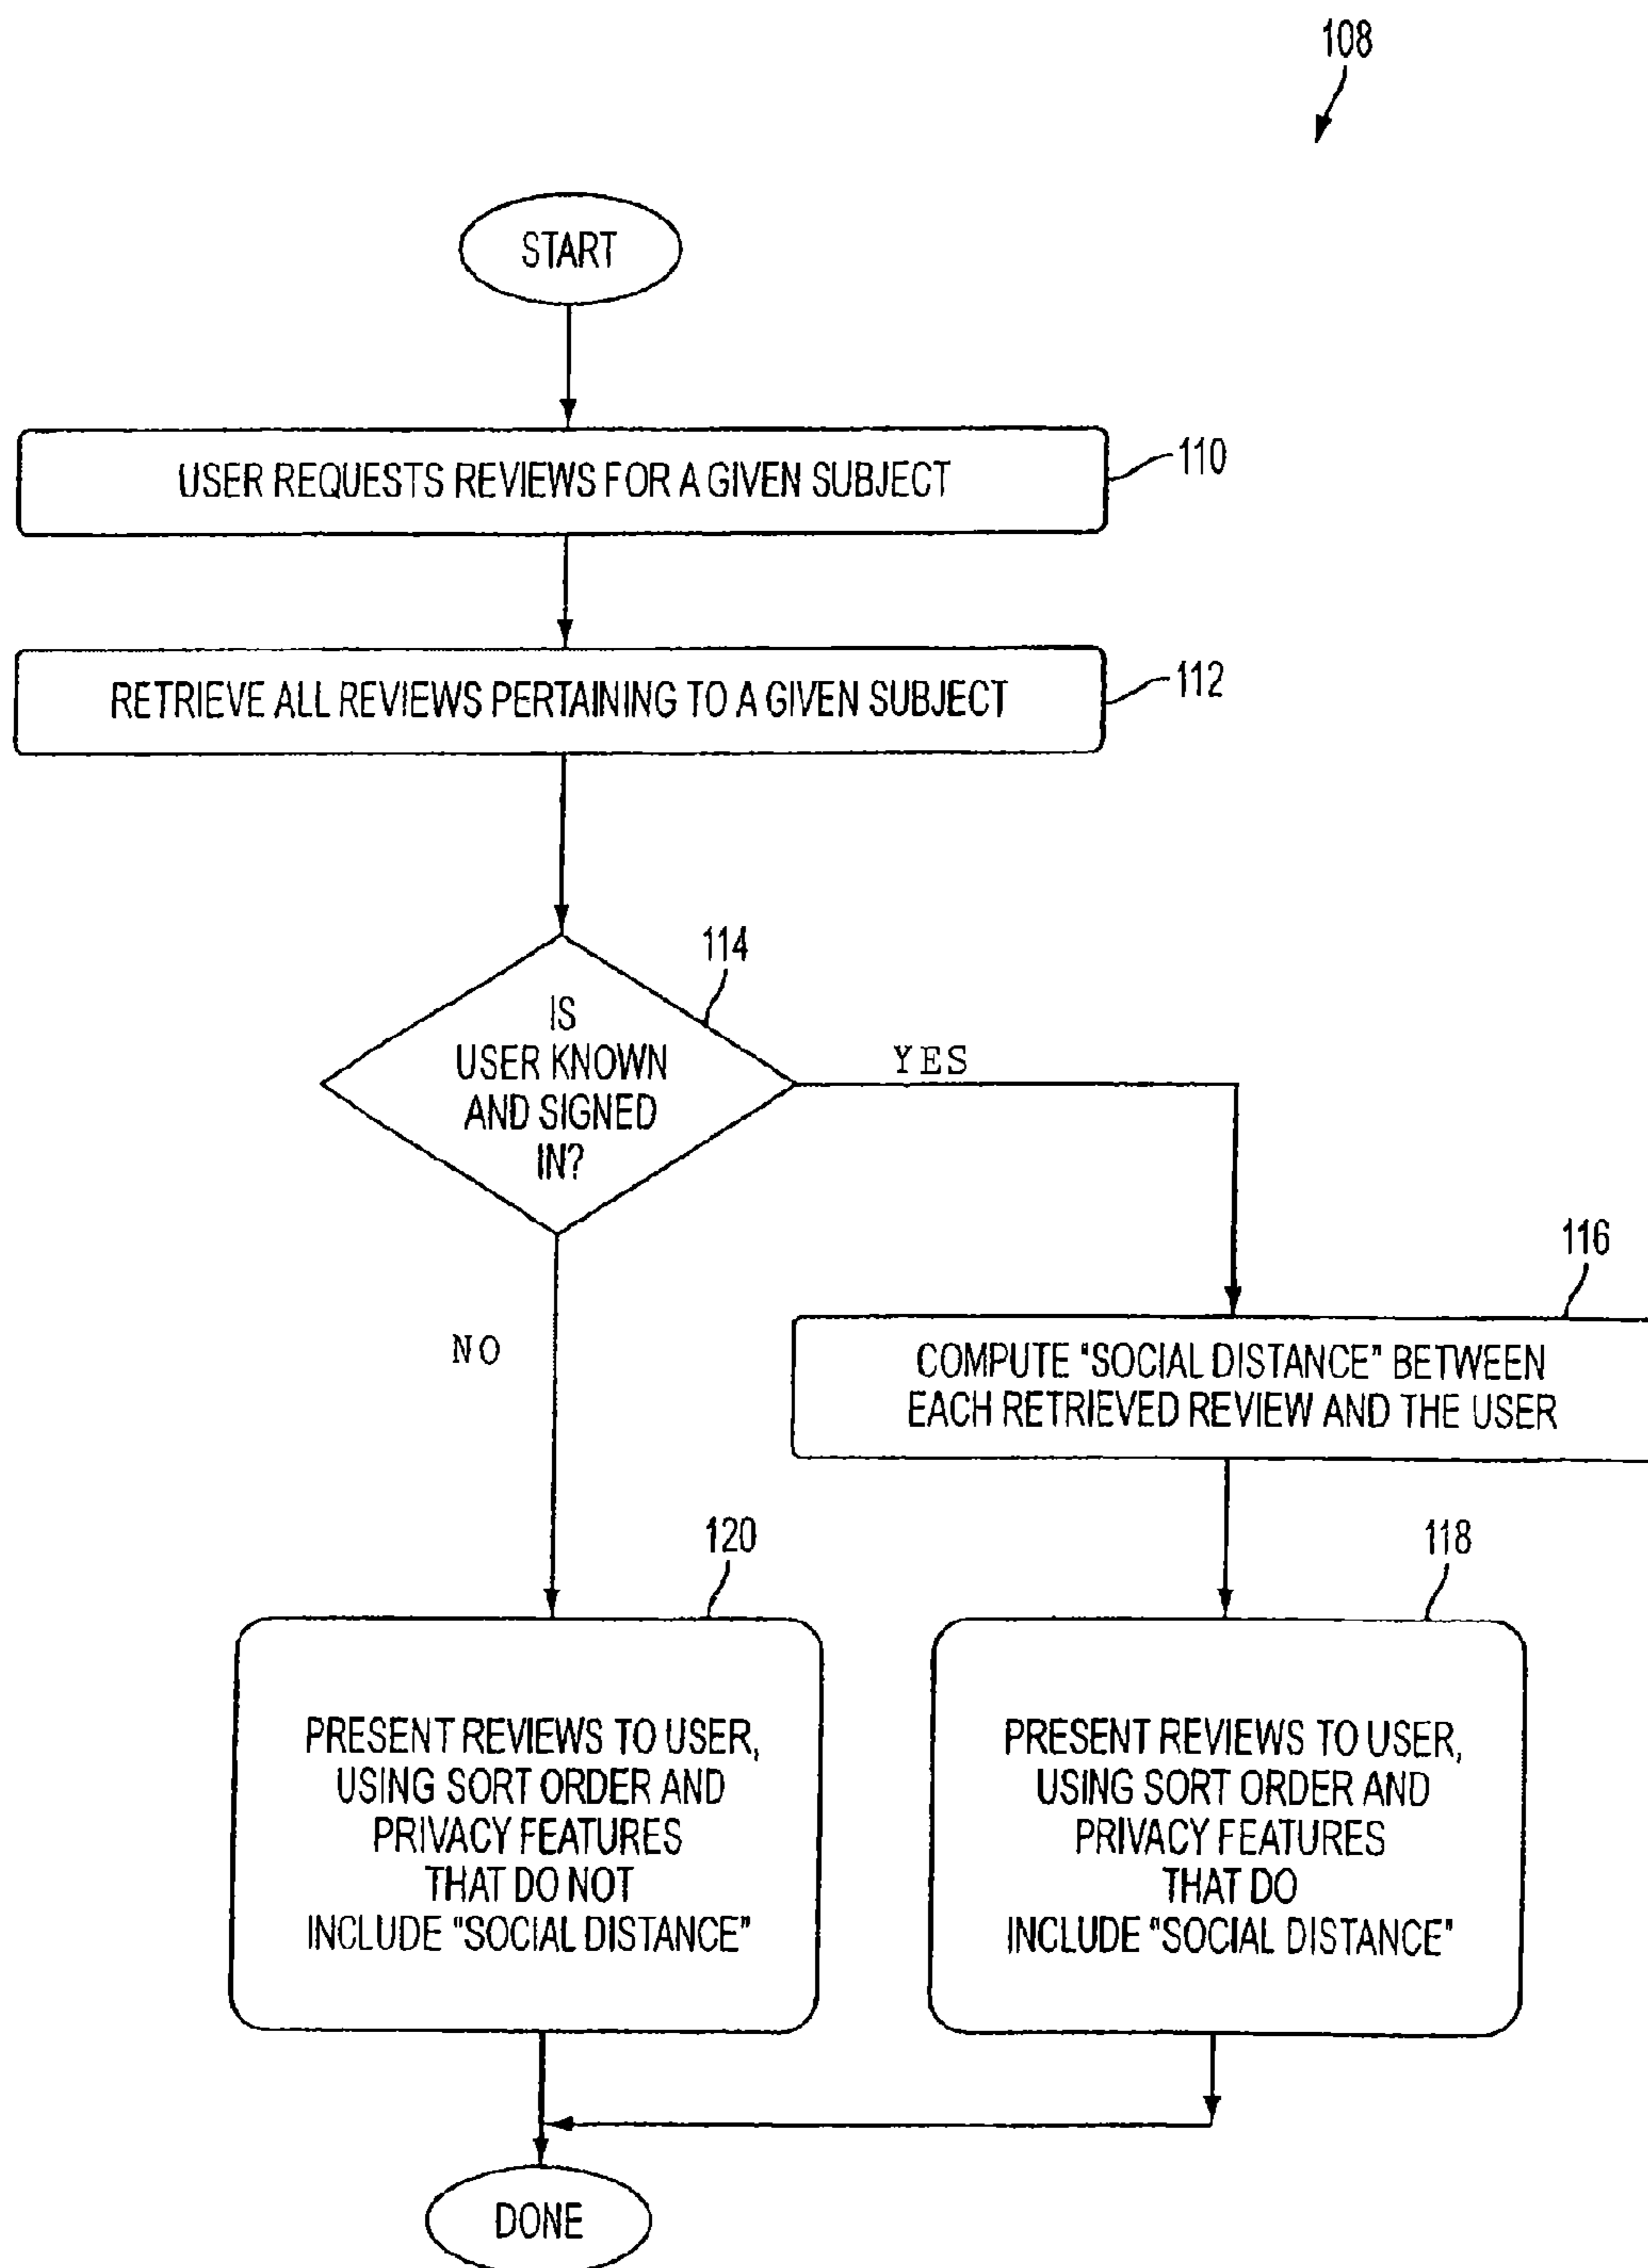 108
START
USER REQUESTS REVIEWS FOR A GIVEN SUBJECT
110
RETRIEVE ALL REVIEWS PERTAINING TO A GIVEN SUBJECT
112
114
IS
USER KNOWN
AND SIGNED
IN?
YES
NO
116
COMPUTE "SOCIAL DISTANCE" BETWEEN
EACH RETRIEVED REVIEW AND THE USER
120
PRESENT REVIEWS TO USER,
USING SORT ORDER AND
PRIVACY FEATURES
THAT DO NOT
INCLUDE "SOCIAL DISTANCE"
118
PRESENT REVIEWS TO USER,
USING SORT ORDER AND
PRIVACY FEATURES
THAT DO
INCLUDE "SOCIAL DISTANCE"
DONE